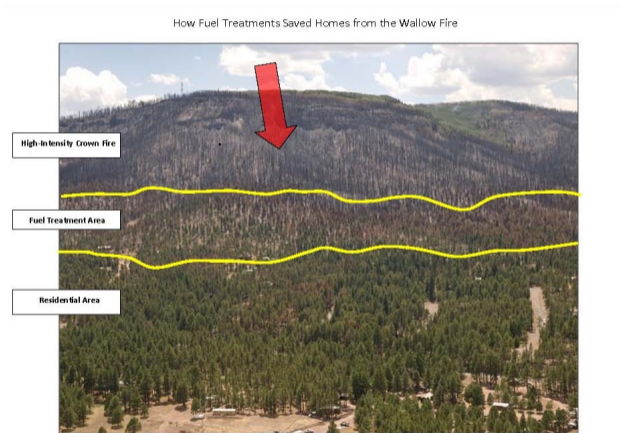 How Fuel Treatments Saved Homes from the Wallow Fire
High-Intensity Crown Fire
Fuel Treatment Area
Residential Area